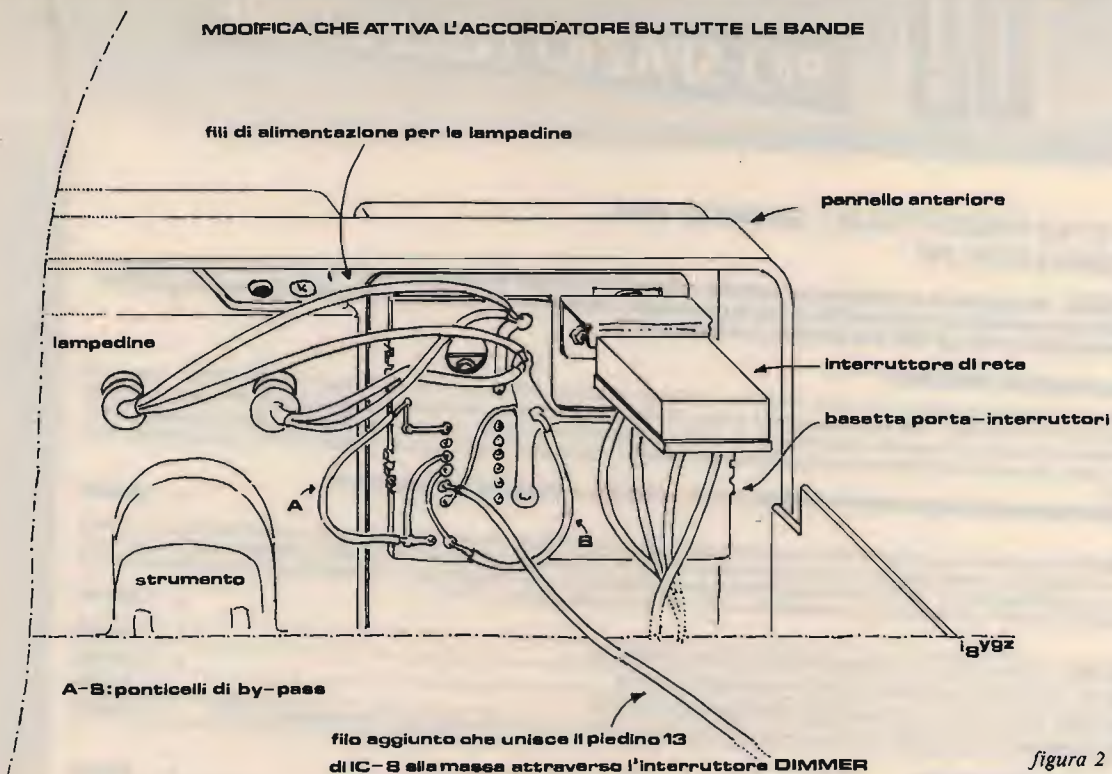 MODIFICA CHE ATTIVA L'ACCORDATORE SU TUTTE LE BANDE
fili di alimentazione per le lampadine
pannello anteriore
lampadine
interruttore di rete
basetta porta-interruttori
A
B
strumento
i8ygz
A-B: ponticelli di by-pass
filo aggiunto che unisce il piedino 13
di IC-8 alla massa attraverso l'interruttore DIMMER
figura 2